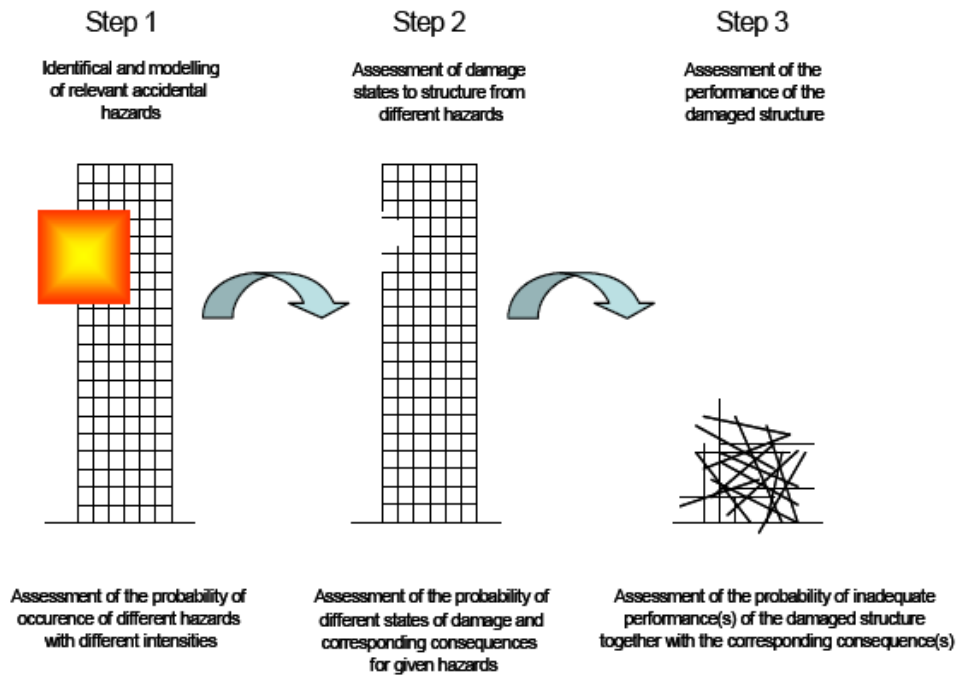 Step 1
Identifical and modelling
of relevant accidental
hazards
Step 2
Assessment of damage
states to structure from
different hazards
Step 3
Assessment of the
performance of the
damaged structure
Assessment of the probability of
occurence of different hazards
with different intensities
Assessment of the probability of
different states of damage and
corresponding consequences
for given hazards
Assessment of the probability of inadequate
performance(s) of the damaged structure
together with the corresponding consequence(s)